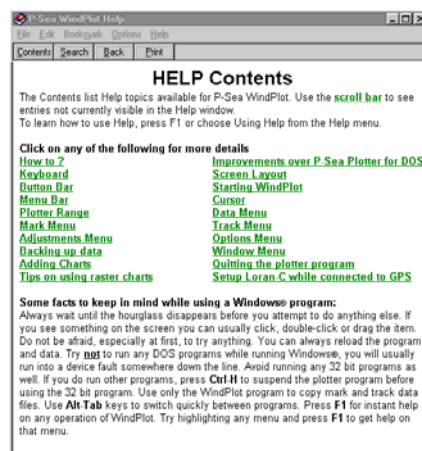 P-Sea WindPlot Help
File Edit Bookmark Options Help
Contents Search Back Print
HELP Contents
The Contents list Help topics available for P-Sea WindPlot. Use the scroll bar to see
entries not currently visible in the Help window.
To learn how to use Help, press F1 or choose Using Help from the Help menu.
Click on any of the following for more details
How to ? Improvements over P-Sea Plotter for DOS
Keyboard Screen Layout
Button Bar Starting WindPlot
Menu Bar Cursor
Plotter Range Data Menu
Mark Menu Track Menu
Adjustments Menu Options Menu
Backing up data Window Menu
Adding Charts Quitting the plotter program
Tips on using raster charts Setup Loran-C while connected to GPS
Some facts to keep in mind while using a Windows® program:
Always wait until the hourglass disappears before you attempt to do anything else. If
you see something on the screen you can usually click, double-click or drag the item.
Do not be afraid, especially at first, to try anything. You can always reload the program
and data. Try not to run any DOS programs while running Windows®, you will usually
run into a device fault somewhere down the line. Avoid running any 32 bit programs as
well. If you do run other programs, press Ctrl-H to suspend the plotter program before
using the 32 bit program. Use only the WindPlot program to copy mark and track data
files. Use Alt-Tab keys to switch quickly between programs. Press F1 for instant help
on any operation of WindPlot. Try highlighting any menu and press F1 to get help on
that menu.